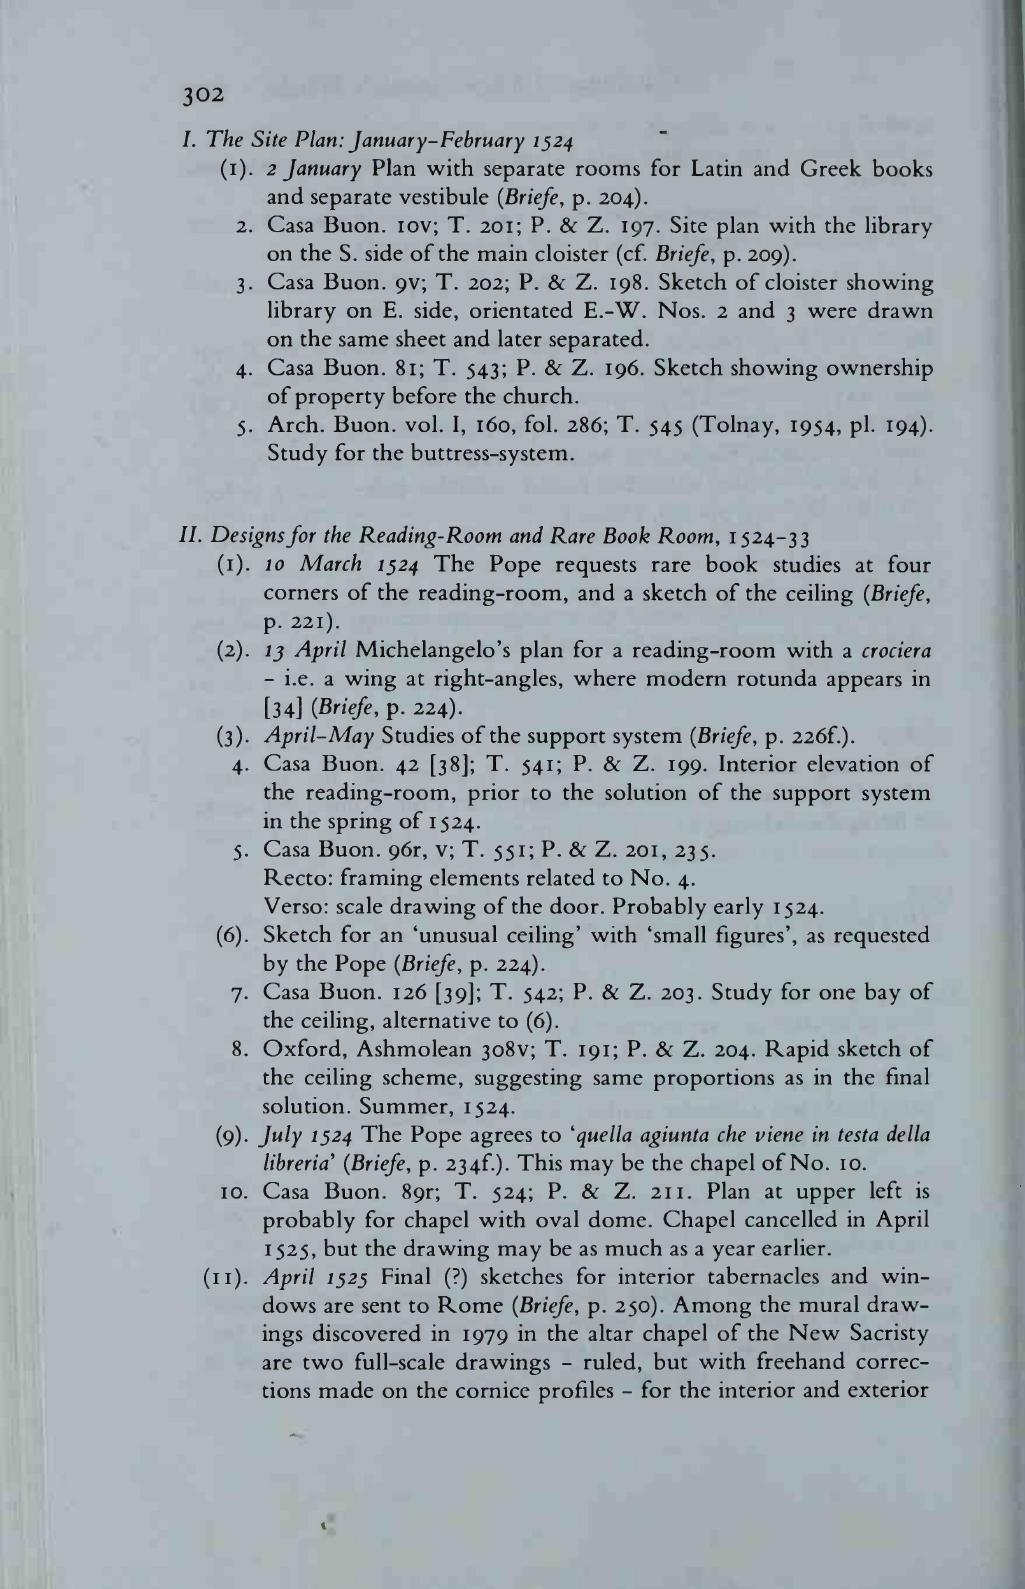 302
I. The Site Plan: January–February 1524
(1). 2 January Plan with separate rooms for Latin and Greek books
and separate vestibule (Briefe, p. 204).
2. Casa Buon. 10v; T. 201; P. & Z. 197. Site plan with the library
on the S. side of the main cloister (cf. Briefe, p. 209).
3. Casa Buon. 9v; T. 202; P. & Z. 198. Sketch of cloister showing
library on E. side, orientated E.-W. Nos. 2 and 3 were drawn
on the same sheet and later separated.
4. Casa Buon. 81; T. 543; P. & Z. 196. Sketch showing ownership
of property before the church.
5. Arch. Buon. vol. I, 160, fol. 286; T. 545 (Tolnay, 1954, pl. 194).
Study for the buttress-system.
II. Designs for the Reading-Room and Rare Book Room, 1524–33
(1). 10 March 1524 The Pope requests rare book studies at four
corners of the reading-room, and a sketch of the ceiling (Briefe,
p. 221).
(2). 13 April Michelangelo's plan for a reading-room with a crociera
– i.e. a wing at right-angles, where modern rotunda appears in
[34] (Briefe, p. 224).
(3). April–May Studies of the support system (Briefe, p. 226f.).
4. Casa Buon. 42 [38]; T. 541; P. & Z. 199. Interior elevation of
the reading-room, prior to the solution of the support system
in the spring of 1524.
5. Casa Buon. 96r, v; T. 551; P. & Z. 201, 235.
Recto: framing elements related to No. 4.
Verso: scale drawing of the door. Probably early 1524.
(6). Sketch for an 'unusual ceiling' with 'small figures', as requested
by the Pope (Briefe, p. 224).
7. Casa Buon. 126 [39]; T. 542; P. & Z. 203. Study for one bay of
the ceiling, alternative to (6).
8. Oxford, Ashmolean 308v; T. 191; P. & Z. 204. Rapid sketch of
the ceiling scheme, suggesting same proportions as in the final
solution. Summer, 1524.
(9). July 1524 The Pope agrees to 'quella agiunta che viene in testa della
libreria' (Briefe, p. 234f.). This may be the chapel of No. 10.
10. Casa Buon. 89r; T. 524; P. & Z. 211. Plan at upper left is
probably for chapel with oval dome. Chapel cancelled in April
1525, but the drawing may be as much as a year earlier.
(11). April 1525 Final (?) sketches for interior tabernacles and win-
dows are sent to Rome (Briefe, p. 250). Among the mural draw-
ings discovered in 1979 in the altar chapel of the New Sacristy
are two full-scale drawings – ruled, but with freehand correc-
tions made on the cornice profiles – for the interior and exterior